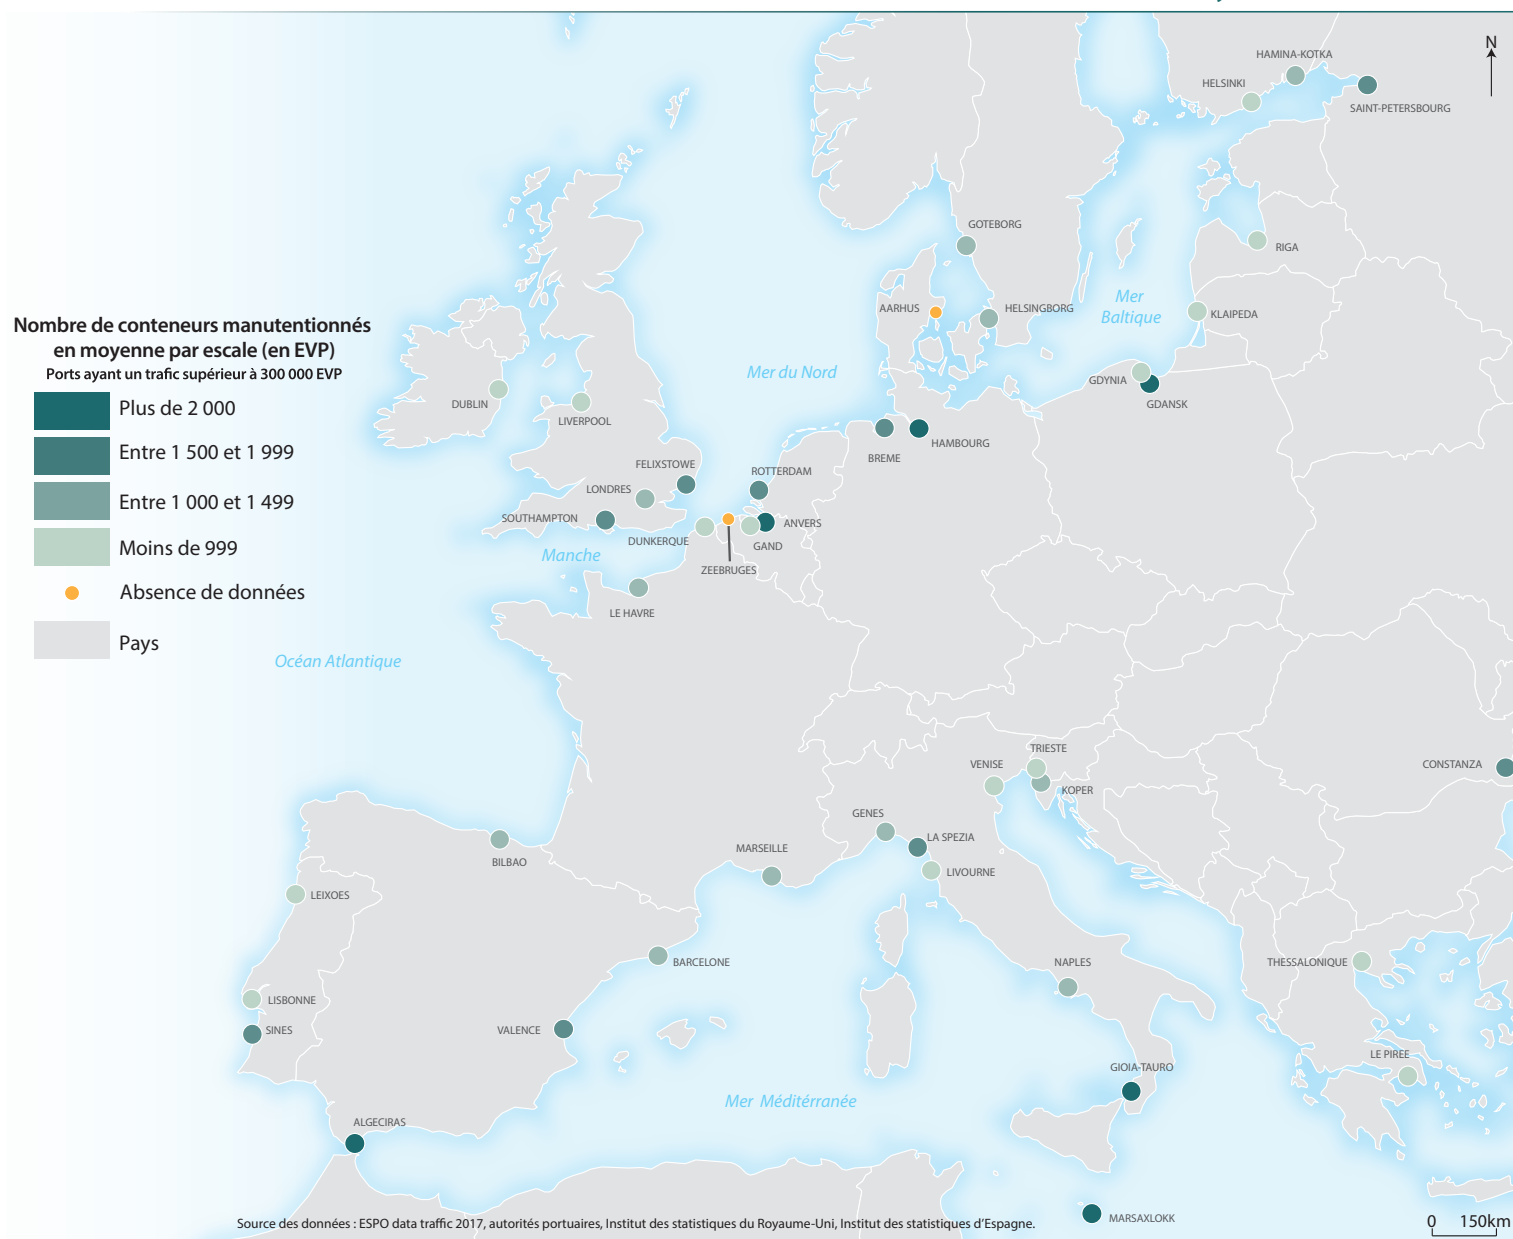 N
HAMINA-KOTKA
HELSINKI
SAINT-PETERSBOURG
GOTEBORG
RIGA
Mer
Baltique
AARHUS
HELSINGBORG
KLAIPEDA
Nombre de conteneurs manutentionnés
en moyenne par escale (en EVP)
Ports ayant un trafic supérieur à 300 000 EVP
Plus de 2 000
Entre 1 500 et 1 999
Entre 1 000 et 1 499
Moins de 999
Absence de données
Pays
Mer du Nord
GDYNIA
GDANSK
DUBLIN
LIVERPOOL
HAMBOURG
BREME
FELIXSTOWE
ROTTERDAM
LONDRES
SOUTHAMPTON
ANVERS
DUNKERQUE
GAND
Manche
ZEEBRUGES
LE HAVRE
Océan Atlantique
TRIESTE
VENISE
CONSTANZA
KOPER
GENES
LA SPEZIA
MARSEILLE
BILBAO
LIVOURNE
LEIXOES
BARCELONE
NAPLES
THESSALONIQUE
LISBONNE
SINES
VALENCE
LE PIREE
GIOIA-TAURO
Mer Méditérranée
ALGECIRAS
MARSAXLOKK
Source des données : ESPO data traffic 2017, autorités portuaires, Institut des statistiques du Royaume-Uni, Institut des statistiques d'Espagne.
0 150km